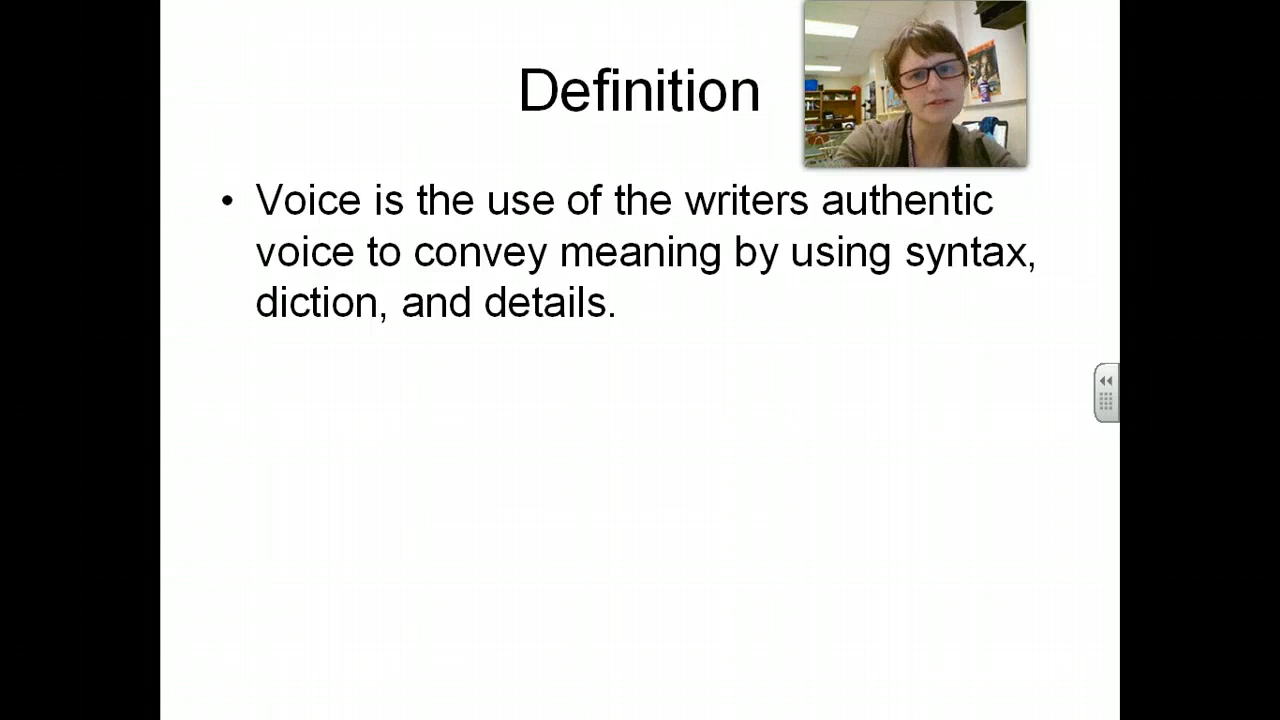 Definition
• Voice is the use of the writers authentic
voice to convey meaning by using syntax,
diction, and details.